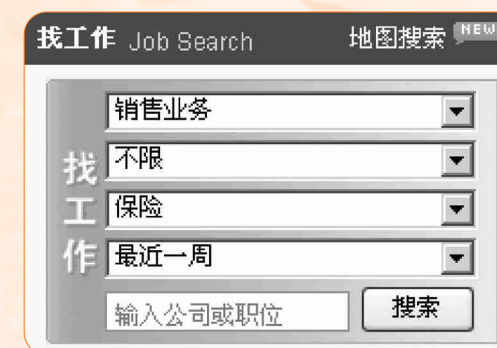 找工作 Job Search 地图搜索 NEW
找工作
销售业务
不限
保险
最近一周
输入公司或职位 搜索